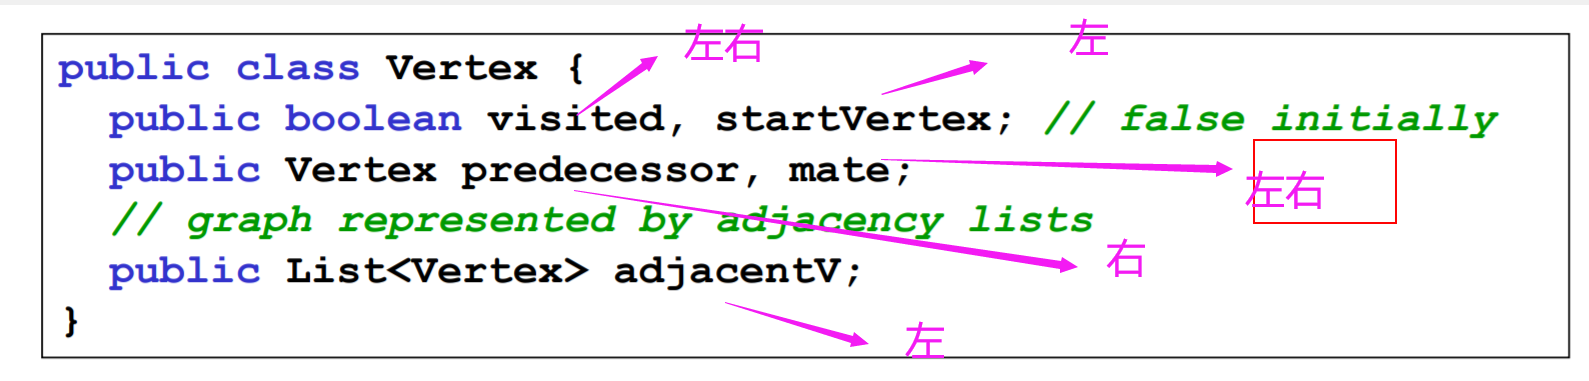 左右
左
public class Vertex {
public boolean visited, startVertex; // false initially
public Vertex predecessor, mate;
左右
// graph represented by adjacency lists
右
public List<Vertex> adjacentV;
}
左